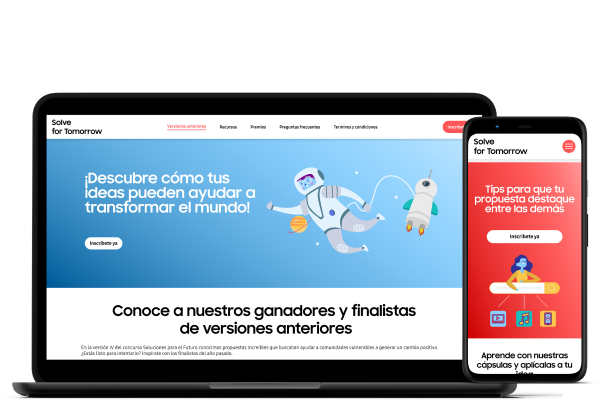 Solve
for Tomorrow
Versiones anteriores
Recursos
Premios
Preguntas frecuentes
Terminos y condiciones
¡Descubre cómo tus
ideas pueden ayudar a
transformar el mundo!
Inscríbete ya
Conoce a nuestros ganadores y finalistas
de versiones anteriores
En la versión IV del concurso Soluciones para el Futuro conocimos propuestas increíbles que buscaban ayudar a comunidades vulnerables a generar un cambio positivo.
¿Estás listo para intentarlo? Inspírate con los finalistas del año pasado.
Solve
for Tomorrow
Tips para que tu
propuesta destaque
entre las demás
Inscríbete ya
Aprende con nuestras
cápsulas y aplícalas a tu
idea